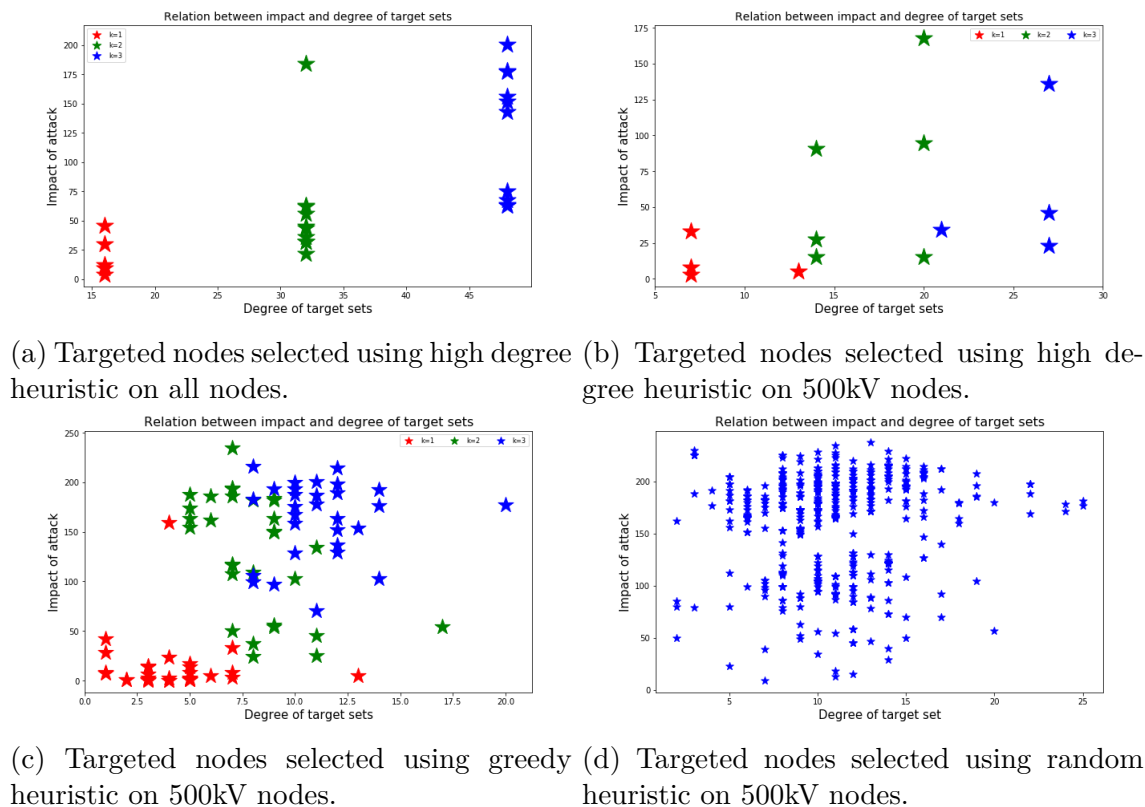 Relation between impact and degree of target sets
k=1
k=2
k=3
200
175
150
125
100
75
50
25
0
Impact of attack
15 20 25 30 35 40 45
Degree of target sets
Relation between impact and degree of target sets
k=1 k=2 k=3
175
150
125
100
75
50
25
0
Impact of attack
5 10 15 20 25 30
Degree of target sets
(a) Targeted nodes selected using high degree
heuristic on all nodes.
(b) Targeted nodes selected using high de-
gree heuristic on 500kV nodes.
Relation between impact and degree of target sets
k=1 k=2 k=3
250
200
150
100
50
0
Impact of attack
0.0 2.5 5.0 7.5 10.0 12.5 15.0 17.5 20.0
Degree of target sets
Relation between impact and degree of target sets
200
150
100
50
0
Impact of attack
5 10 15 20 25
Degree of target set
(c) Targeted nodes selected using greedy
heuristic on 500kV nodes.
(d) Targeted nodes selected using random
heuristic on 500kV nodes.